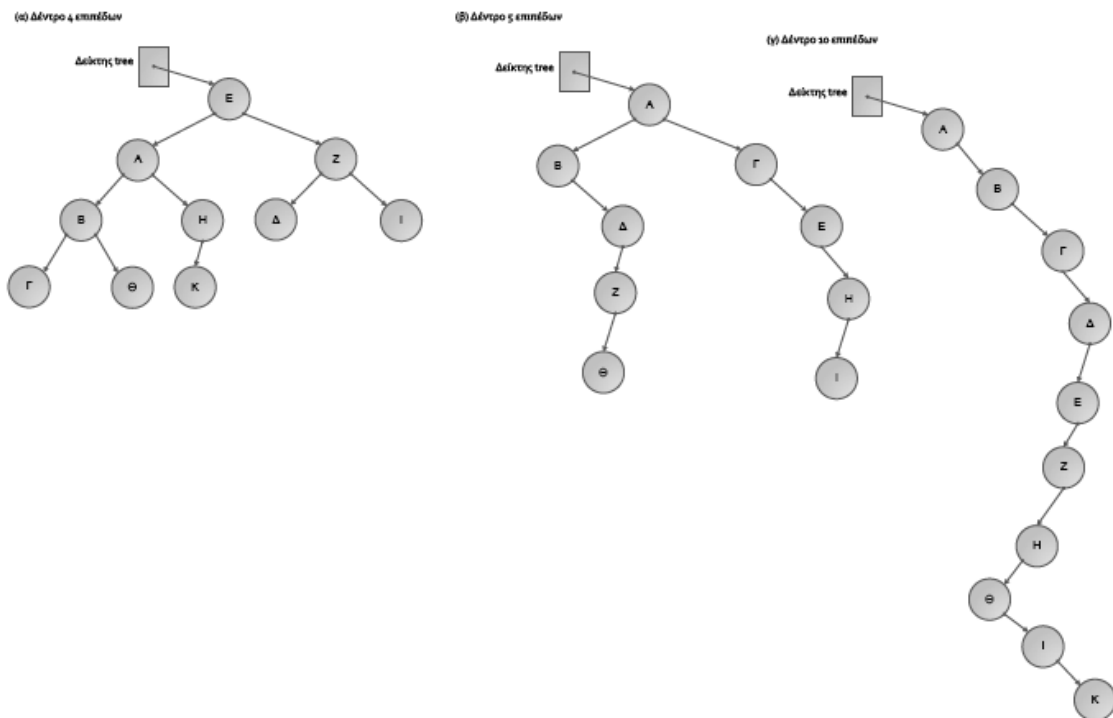 (α) Δέντρο 4 επιπέδων
Δείκτης tree
Ε
Α
Ζ
Β
Η
Δ
Ι
Γ
Θ
Κ
(β) Δέντρο 5 επιπέδων
Δείκτης tree
Α
Β
Γ
Δ
Ε
Ζ
Η
Θ
Ι
(γ) Δέντρο 10 επιπέδων
Δείκτης tree
Α
Β
Γ
Δ
Ε
Ζ
Η
Θ
Ι
Κ